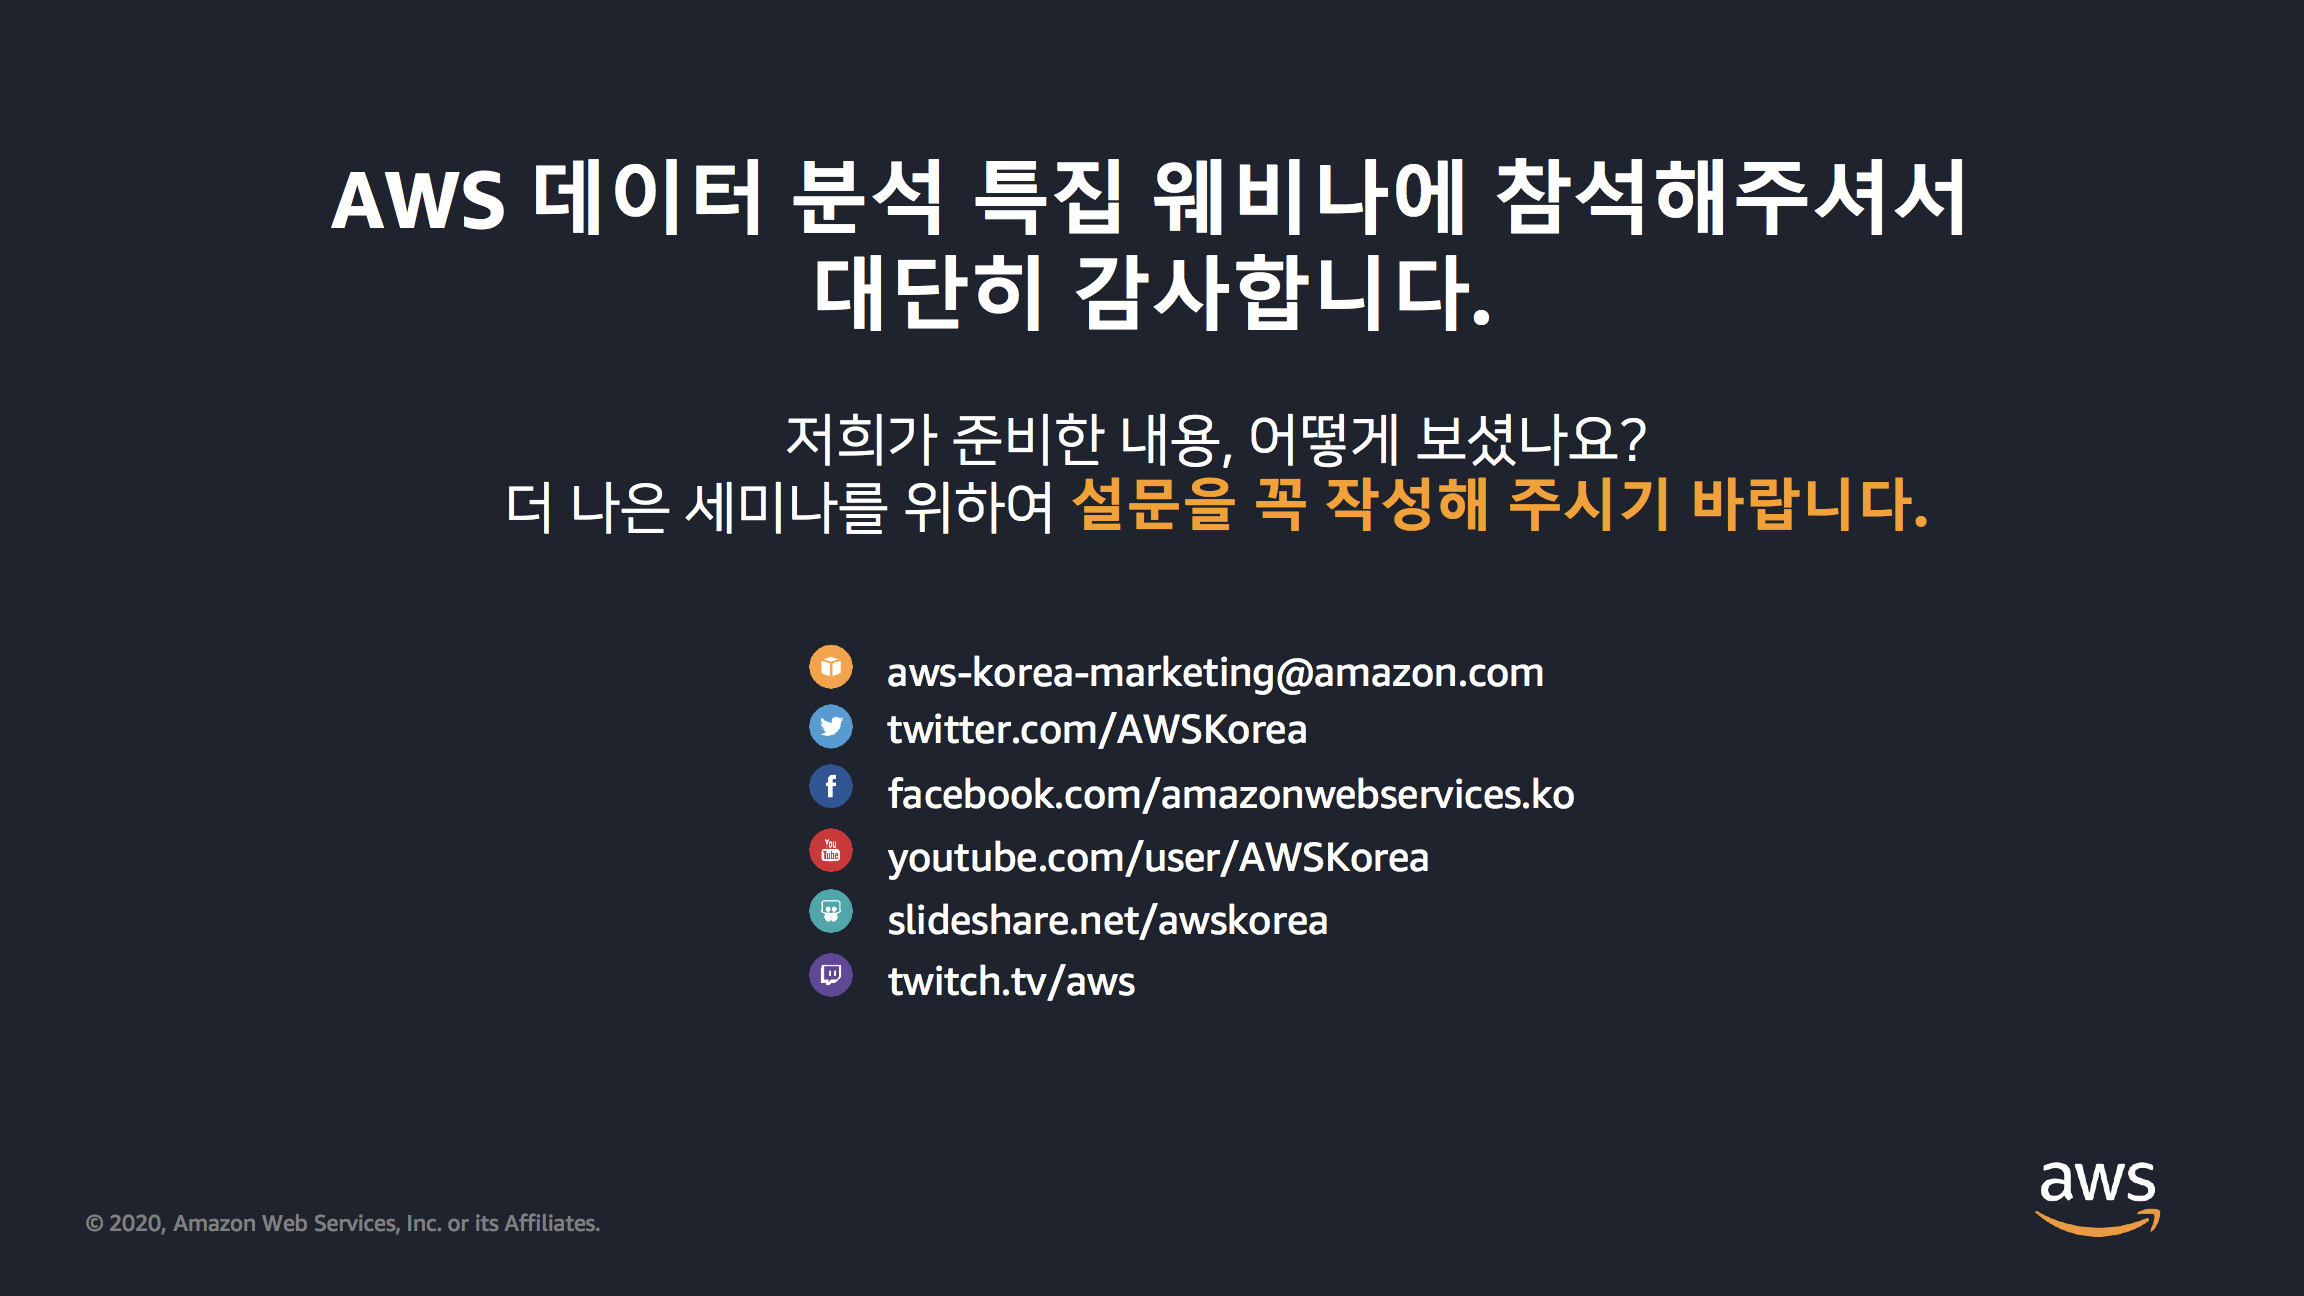 AWS 데이터 분석 특집 웨비나에 참석해주셔서
대단히 감사합니다.
저희가 준비한 내용, 어떻게 보셨나요?
더 나은 세미나를 위하여 설문을 꼭 작성해 주시기 바랍니다.
aws-korea-marketing@amazon.com
twitter.com/AWSKorea
facebook.com/amazonwebservices.ko
You
Tube
youtube.com/user/AWSKorea
slideshare.net/awskorea
twitch.tv/aws
© 2020, Amazon Web Services, Inc. or its Affiliates.
aws